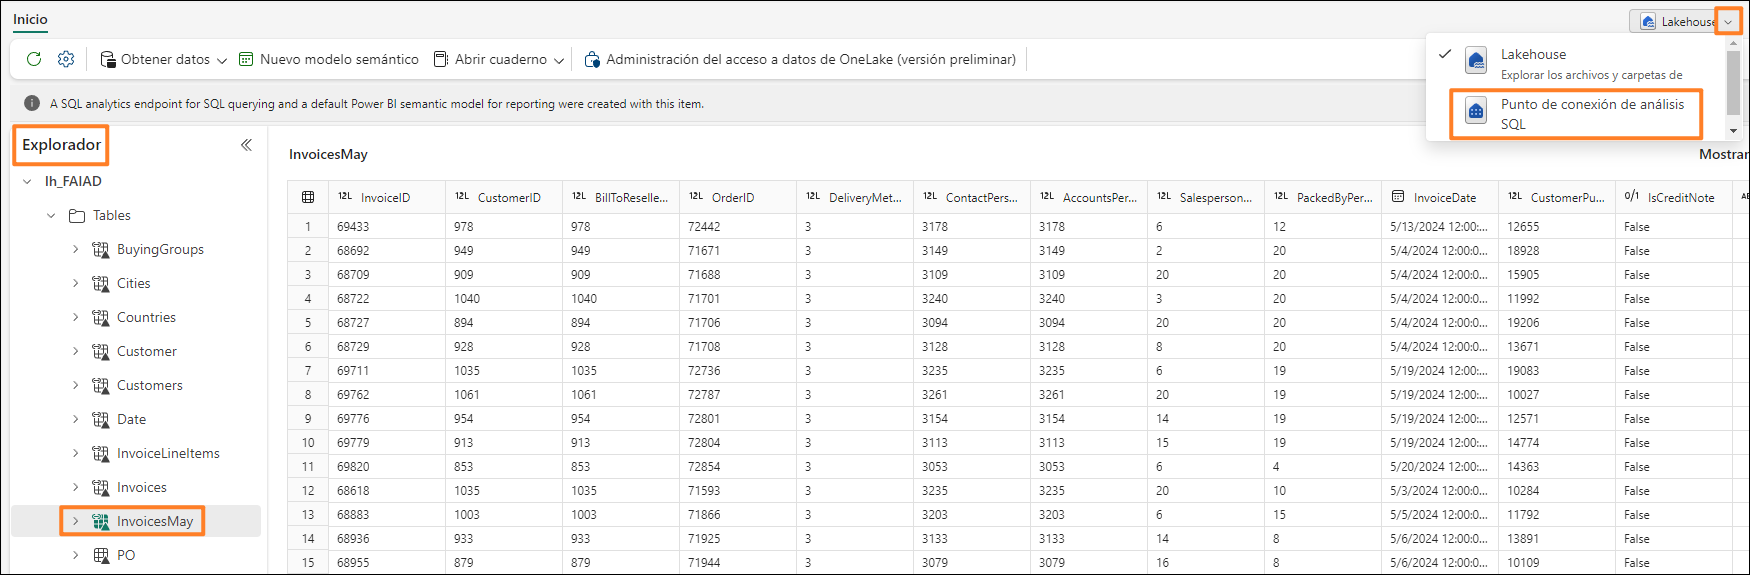 Inicio
Lakehouse
Obtener datos Nuevo modelo semántico Abrir cuaderno Administración del acceso a datos de OneLake (versión preliminar)
Lakehouse
Explorar los archivos y carpetas de
Punto de conexión de análisis
SQL
A SQL analytics endpoint for SQL querying and a default Power BI semantic model for reporting were created with this item.
Explorador
lh_FAIAD
Tables
BuyingGroups
Cities
Countries
Customer
Customers
Date
InvoiceLineItems
Invoices
InvoicesMay
PO
InvoicesMay
Mostrar
12L InvoiceID 12L CustomerID 12L BillToReselle... 12L OrderID 12L DeliveryMet... 12L ContactPers... 12L AccountsPer... 12L Salesperson... 12L PackedByPer... InvoiceDate 12L CustomerPu... 0/1 IsCreditNote
1 69433 978 978 72442 3 3178 3178 6 12 5/13/2024 12:00:... 12655 False
2 68692 949 949 71671 3 3149 3149 2 20 5/4/2024 12:00:0... 18928 False
3 68709 909 909 71688 3 3109 3109 20 20 5/4/2024 12:00:0... 15905 False
4 68722 1040 1040 71701 3 3240 3240 3 20 5/4/2024 12:00:0... 11992 False
5 68727 894 894 71706 3 3094 3094 20 20 5/4/2024 12:00:0... 19206 False
6 68729 928 928 71708 3 3128 3128 8 20 5/4/2024 12:00:0... 13671 False
7 69711 1035 1035 72736 3 3235 3235 6 19 5/19/2024 12:00:... 19083 False
8 69762 1061 1061 72787 3 3261 3261 20 19 5/19/2024 12:00:... 10027 False
9 69776 954 954 72801 3 3154 3154 14 19 5/19/2024 12:00:... 12571 False
10 69779 913 913 72804 3 3113 3113 15 19 5/19/2024 12:00:... 14774 False
11 69820 853 853 72854 3 3053 3053 6 4 5/20/2024 12:00:... 14363 False
12 68618 1035 1035 71593 3 3235 3235 20 10 5/3/2024 12:00:0... 10284 False
13 68883 1003 1003 71866 3 3203 3203 6 15 5/5/2024 12:00:0... 11792 False
14 68936 933 933 71925 3 3133 3133 14 8 5/6/2024 12:00:0... 13891 False
15 68955 879 879 71944 3 3079 3079 16 8 5/6/2024 12:00:0... 10109 False